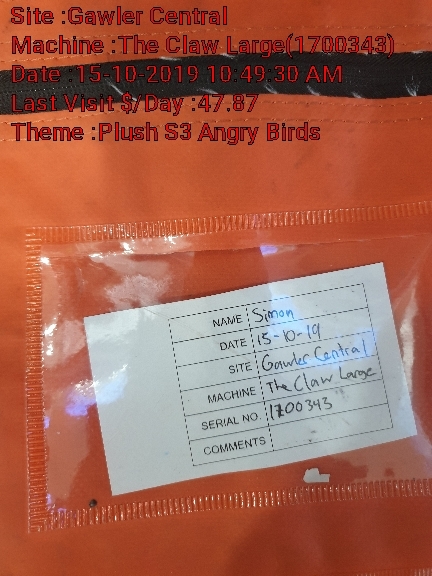 Site :Gawler Central
Machine :The Claw Large(1700343)
Date :15-10-2019 10:49:30 AM
Last Visit $/Day :47.87
Theme :Plush S3 Angry Birds
NAME Simon
DATE 15-10-19
SITE Gawler Central
MACHINE The Claw Large
SERIAL NO. 1700343
COMMENTS